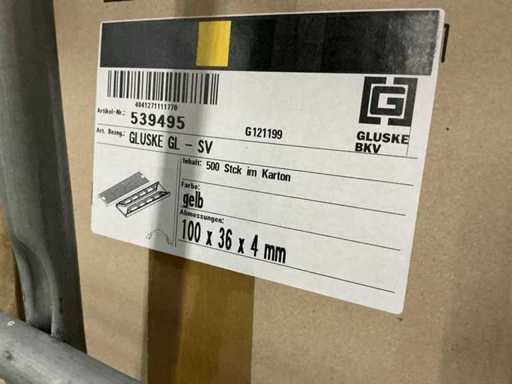 4041271111770
Artikel-Nr.: 539495
G121199
GLUSKE
BKV
Art. Bezng.: GLUSKE GL - SV
Inhalt: 500 Stck im Karton
Farbe:
gelb
Abmessungen:
100 x 36 x 4 mm